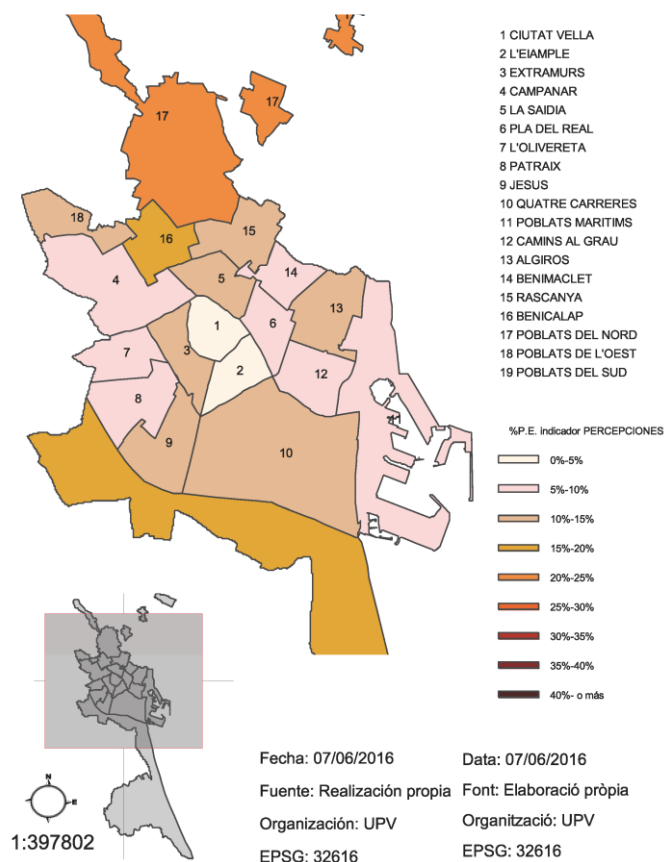 1 CIUTAT VELLA
2 L'EIAMPLE
3 EXTRAMURS
4 CAMPANAR
5 LA SAIDIA
6 PLA DEL REAL
7 L'OLIVERETA
8 PATRAIX
9 JESUS
10 QUATRE CARRERES
11 POBLATS MARITIMS
12 CAMINS AL GRAU
13 ALGIROS
14 BENIMACLET
15 RASCANYA
16 BENICALAP
17 POBLATS DEL NORD
18 POBLATS DE L'OEST
19 POBLATS DEL SUD
17
17
18
16
15
4
5
14
13
1
6
3
7
2
12
8
9
10
11
%P.E. indicador PERCEPCIONES
0%-5%
5%-10%
10%-15%
15%-20%
20%-25%
25%-30%
30%-35%
35%-40%
40%- o más
N
E
1:397802
Fecha: 07/06/2016
Fuente: Realización propia
Organización: UPV
EPSG: 32616
Data: 07/06/2016
Font: Elaboració pròpia
Organitzció: UPV
EPSG: 32616